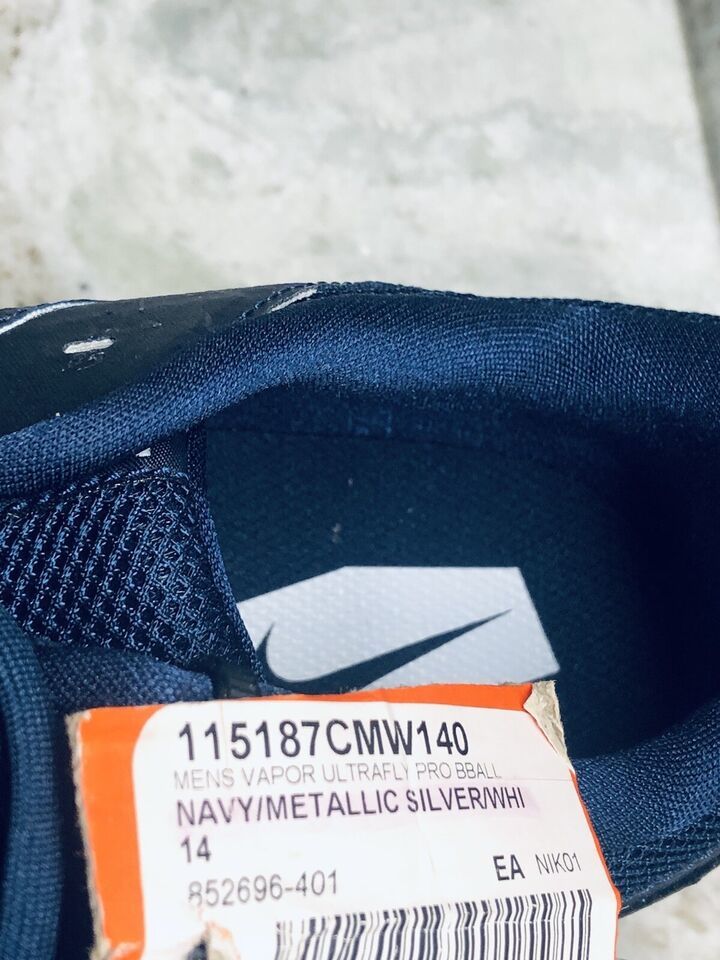 115187CMW140
MENS VAPOR ULTRAFLY PRO BBALL
NAVY/METALLIC SILVER/WHI
14
852696-401 EA NIK01